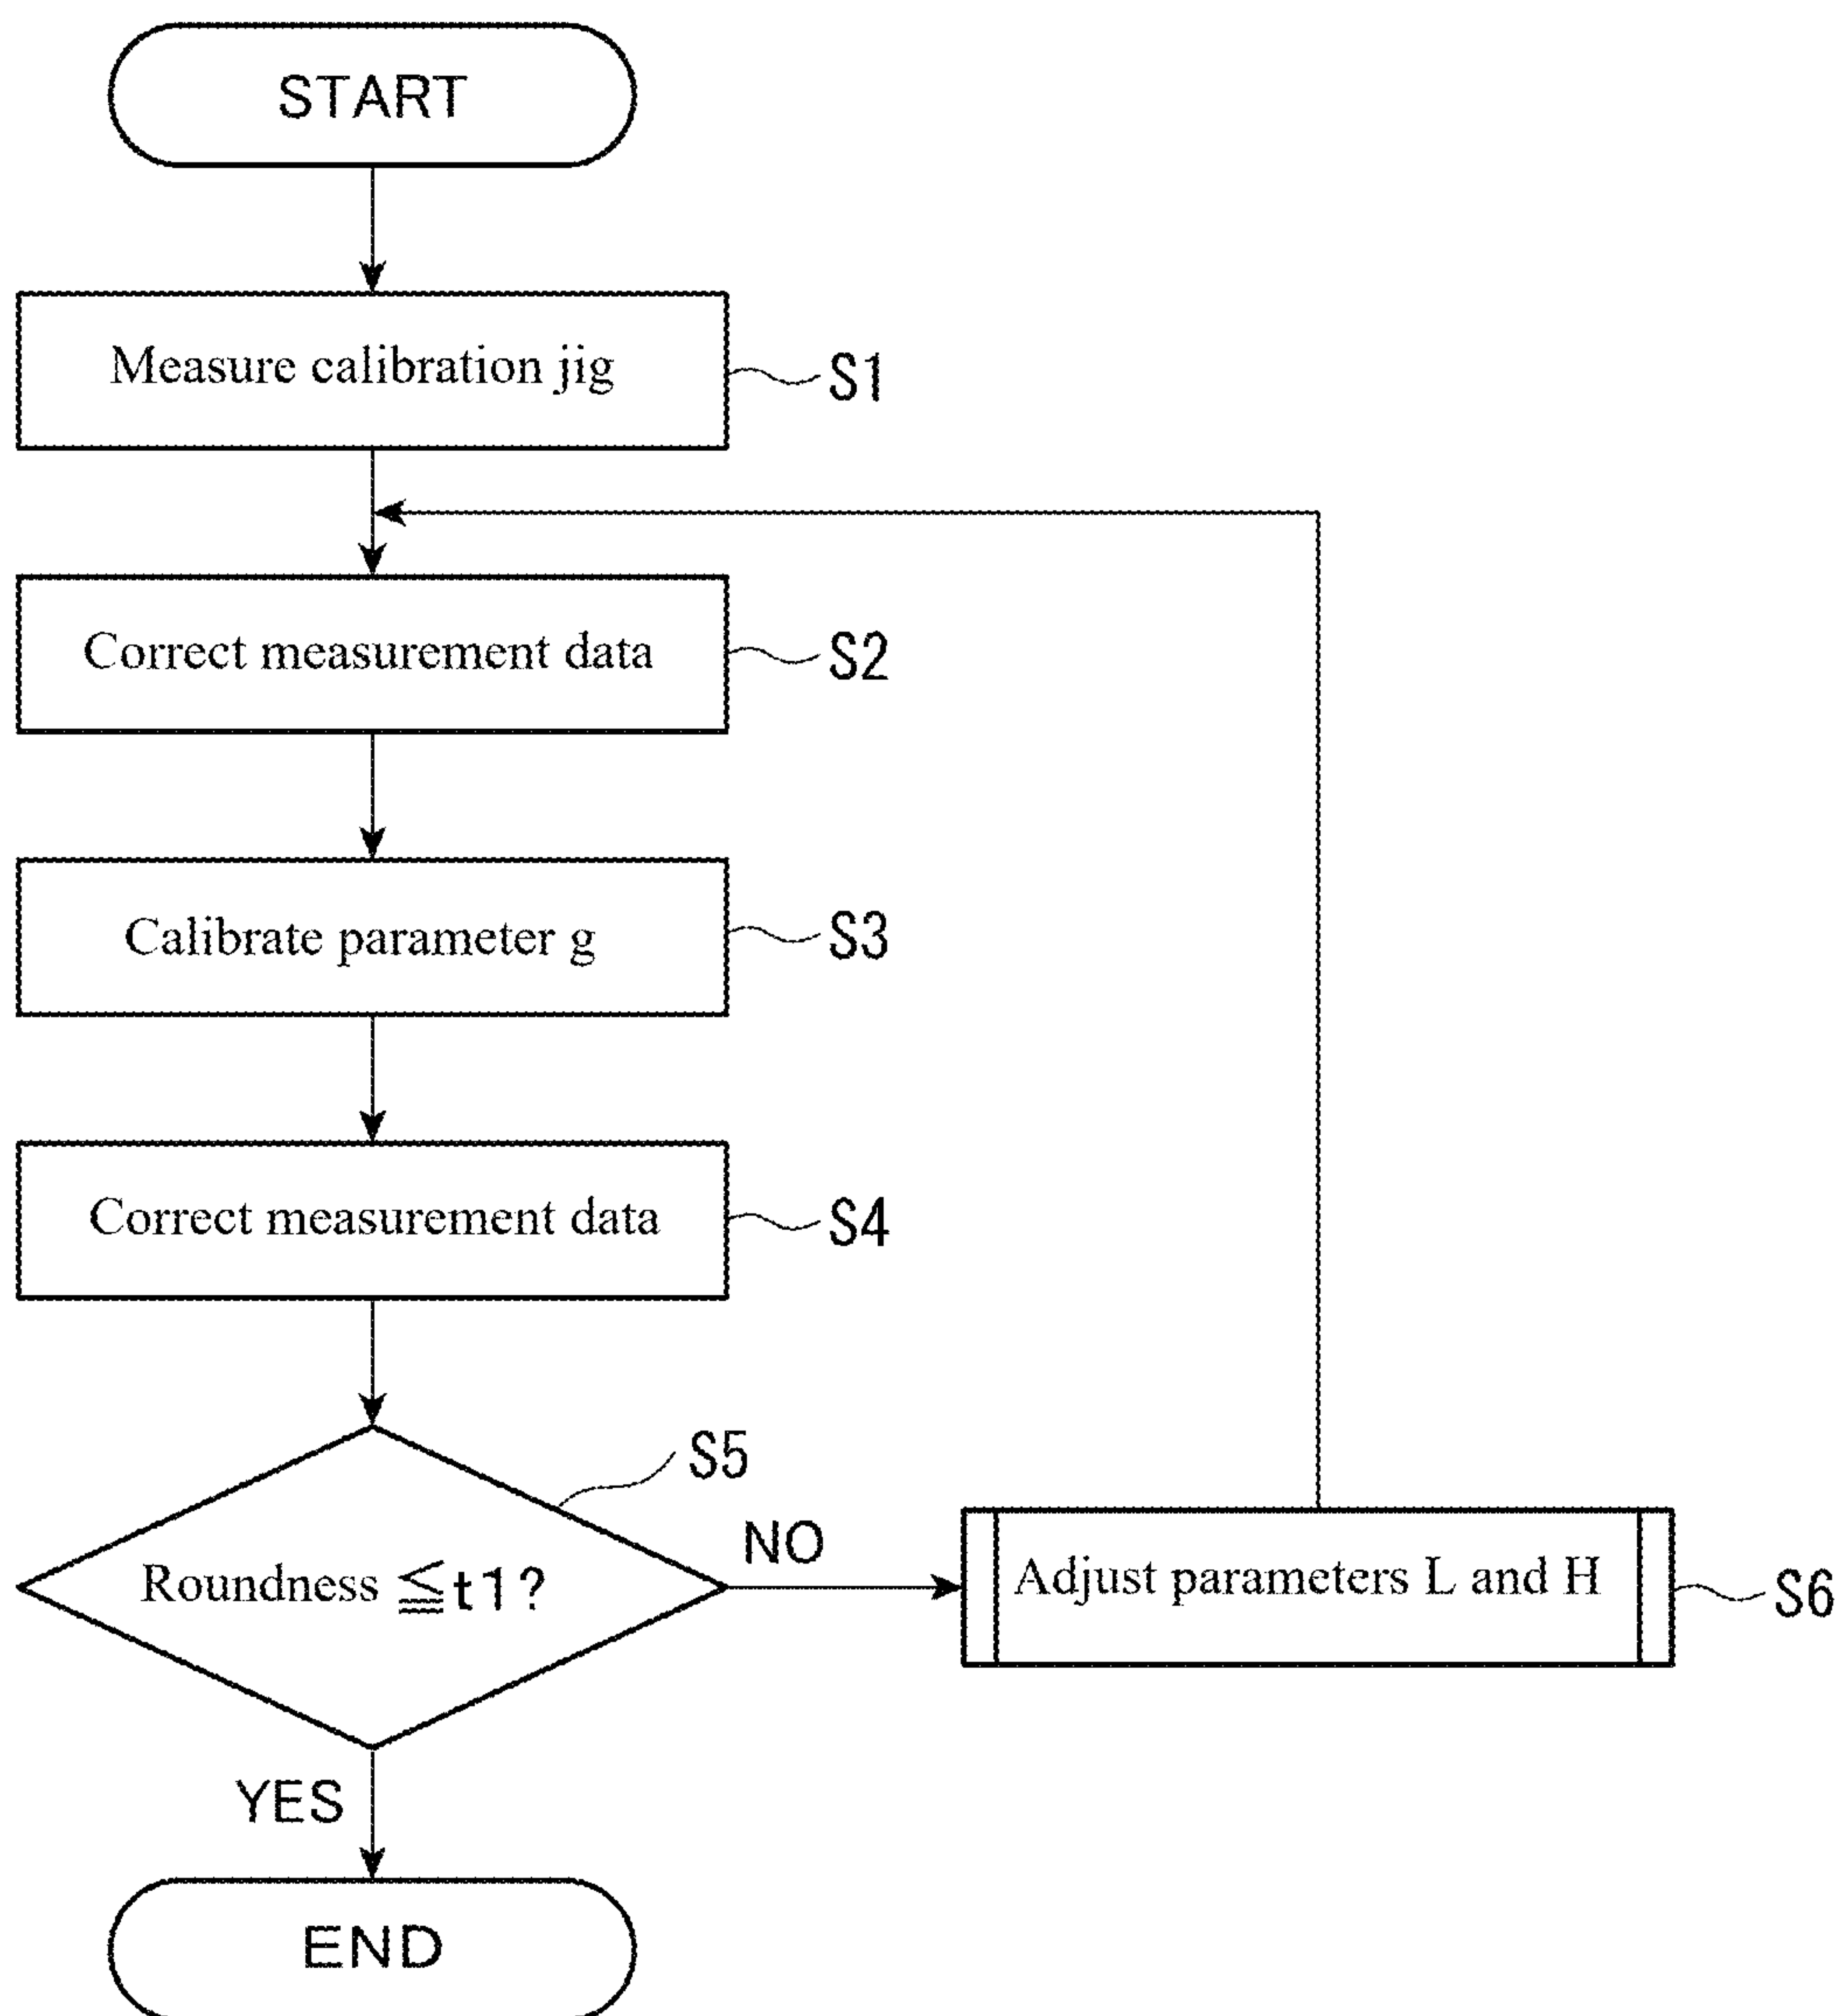 START
Measure calibration jig
S1
Correct measurement data
S2
Calibrate parameter g
S3
Correct measurement data
S4
S5
Roundness ≦t1?
NO
Adjust parameters L and H
S6
YES
END